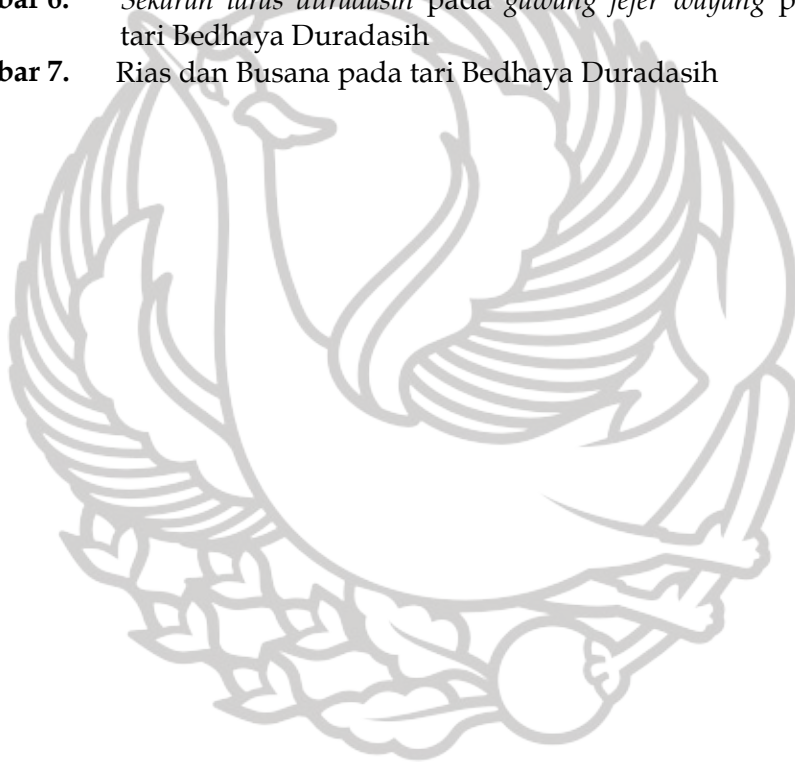 bar 6. Sekaran laras duradasih pada gawang jejer wayang p
tari Bedhaya Duradasih
bar 7. Rias dan Busana pada tari Bedhaya Duradasih